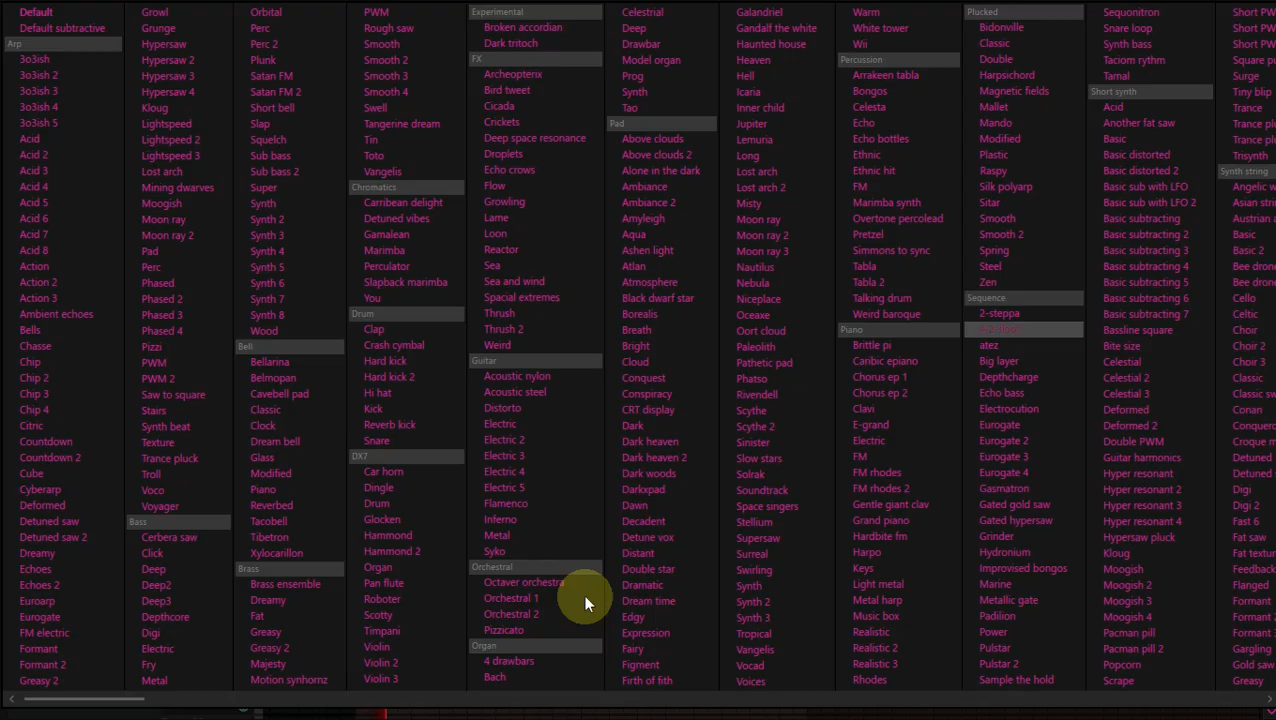 Default
Default subtractive
Arp
3o3ish
3o3ish 2
3o3ish 3
3o3ish 4
3o3ish 5
Acid
Acid 2
Acid 3
Acid 4
Acid 5
Acid 6
Acid 7
Acid 8
Action
Action 2
Action 3
Ambient echoes
Bells
Chasse
Chip
Chip 2
Chip 3
Chip 4
Citric
Countdown
Countdown 2
Cube
Cyberarp
Deformed
Detuned saw
Detuned saw 2
Dreamy
Echoes
Echoes 2
Euroarp
Eurogate
FM electric
Formant
Formant 2
Greasy 2
Growl
Grunge
Hypersaw
Hypersaw 2
Hypersaw 3
Hypersaw 4
Kloug
Lightspeed
Lightspeed 2
Lightspeed 3
Lost arch
Mining dwarves
Moogish
Moon ray
Moon ray 2
Pad
Perc
Phased
Phased 2
Phased 3
Phased 4
Pizzi
PWM
PWM 2
Saw to square
Stairs
Synth beat
Texture
Trance pluck
Troll
Voco
Voyager
Bass
Cerbera saw
Click
Deep
Deep2
Deep3
Depthcore
Digi
Electric
Fry
Metal
Orbital
Perc
Perc 2
Plunk
Satan FM
Satan FM 2
Short bell
Slap
Squelch
Sub bass
Sub bass 2
Super
Synth
Synth 2
Synth 3
Synth 4
Synth 5
Synth 6
Synth 7
Synth 8
Wood
Bell
Bellarina
Belmopan
Cavebell pad
Classic
Clock
Dream bell
Glass
Modified
Piano
Reverbed
Tacobell
Tibetron
Xylocarillon
Brass
Brass ensemble
Dreamy
Fat
Greasy
Greasy 2
Majesty
Motion synhornz
PWM
Rough saw
Smooth
Smooth 2
Smooth 3
Smooth 4
Swell
Tangerine dream
Tin
Toto
Vangelis
Chromatics
Carribean delight
Detuned vibes
Gamalean
Marimba
Perculator
Slapback marimba
You
Drum
Clap
Crash cymbal
Hard kick
Hard kick 2
Hi hat
Kick
Reverb kick
Snare
DX7
Car horn
Dingle
Drum
Glocken
Hammond
Hammond 2
Organ
Pan flute
Roboter
Scotty
Timpani
Violin
Violin 2
Violin 3
Experimental
Broken accordian
Dark tritoch
FX
Archeopterix
Bird tweet
Cicada
Crickets
Deep space resonance
Droplets
Echo crows
Flow
Growling
Lame
Loon
Reactor
Sea
Sea and wind
Spacial extremes
Thrush
Thrush 2
Weird
Guitar
Acoustic nylon
Acoustic steel
Distorto
Electric
Electric 2
Electric 3
Electric 4
Electric 5
Flamenco
Inferno
Metal
Syko
Orchestral
Octaver orchestra
Orchestral 1
Orchestral 2
Pizzicato
Organ
4 drawbars
Bach
Celestrial
Deep
Drawbar
Model organ
Prog
Synth
Tao
Pad
Above clouds
Above clouds 2
Alone in the dark
Ambiance
Ambiance 2
Amyleigh
Aqua
Ashen light
Atlan
Atmosphere
Black dwarf star
Borealis
Breath
Bright
Cloud
Conquest
Conspiracy
CRT display
Dark
Dark heaven
Dark heaven 2
Dark woods
Darkxpad
Dawn
Decadent
Detune vox
Distant
Double star
Dramatic
Dream time
Edgy
Expression
Fairy
Figment
Firth of fith
Galandriel
Gandalf the white
Haunted house
Heaven
Hell
Icaria
Inner child
Jupiter
Lemuria
Long
Lost arch
Lost arch 2
Misty
Moon ray
Moon ray 2
Moon ray 3
Nautilus
Nebula
Niceplace
Oceaxe
Oort cloud
Paleolith
Pathetic pad
Phatso
Rivendell
Scythe
Scythe 2
Sinister
Slow stars
Solrak
Soundtrack
Space singers
Stellium
Supersaw
Surreal
Swirling
Synth
Synth 2
Synth 3
Tropical
Vangelis
Vocad
Voices
Warm
White tower
Wii
Percussion
Arrakeen tabla
Bongos
Celesta
Echo
Echo bottles
Ethnic
Ethnic hit
FM
Marimba synth
Overtone percolead
Pretzel
Simmons to sync
Tabla
Tabla 2
Talking drum
Weird baroque
Piano
Brittle pi
Caribic epiano
Chorus ep 1
Chorus ep 2
Clavi
E-grand
Electric
FM
FM rhodes
FM rhodes 2
Gentle giant clav
Grand piano
Hardbite fm
Harpo
Keys
Light metal
Metal harp
Music box
Realistic
Realistic 2
Realistic 3
Rhodes
Plucked
Bidonville
Classic
Double
Harpsichord
Magnetic fields
Mallet
Mando
Modified
Plastic
Raspy
Silk polyarp
Sitar
Smooth
Smooth 2
Spring
Steel
Zen
Sequence
2-steppa
atez
Big layer
Depthcharge
Echo bass
Electrocution
Eurogate
Eurogate 2
Eurogate 3
Eurogate 4
Gasmatron
Gated gold saw
Gated hypersaw
Grinder
Hydronium
Improvised bongos
Marine
Metallic gate
Padilion
Power
Pulstar
Pulstar 2
Sample the hold
Sequonitron
Snare loop
Synth bass
Taciom rythm
Tamal
Short synth
Acid
Another fat saw
Basic
Basic distorted
Basic distorted 2
Basic sub with LFO
Basic sub with LFO 2
Basic subtracting
Basic subtracting 2
Basic subtracting 3
Basic subtracting 4
Basic subtracting 5
Basic subtracting 6
Basic subtracting 7
Bassline square
Bite size
Celestial
Celestial 2
Celestial 3
Deformed
Deformed 2
Double PWM
Guitar harmonics
Hyper resonant
Hyper resonant 2
Hyper resonant 3
Hyper resonant 4
Hypersaw pluck
Kloug
Moogish
Moogish 2
Moogish 3
Moogish 4
Pacman pill
Pacman pill 2
Popcorn
Scrape
Short PW
Short PW
Short PW
Square pu
Surge
Tiny blip
Trance
Trance plu
Trance plu
Trsynth
Synth string
Angelic w
Asian strin
Austrian a
Basic
Basic 2
Bee drone
Bee drone
Cello
Celtic
Choir
Choir 2
Choir 3
Classic
Classic sw
Conan
Conquero
Croque m
Detuned
Detuned
Digi
Digi 2
Fast 6
Fat saw
Fat textur
Feedback
Flanged
Formant
Formant 2
Formant 3
Gargling
Gold saw
Greasy